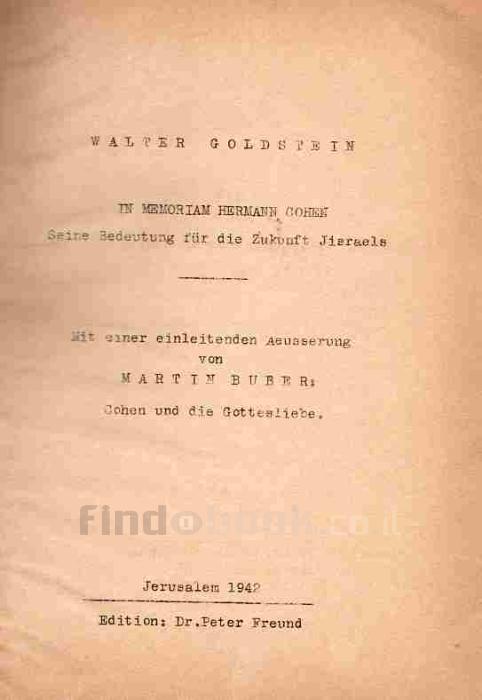 WALTER GOLDSTEIN
IN MEMORIAM HERMANN COHEN
Seine Bedeutung für die Zukunft Jisraels
Mit einer einleitenden Aeusserung
von
MARTIN BUBER:
Cohen und die Gottesliebe.
findabook.co.il
Jerusalem 1942
Edition: Dr.Peter Freund